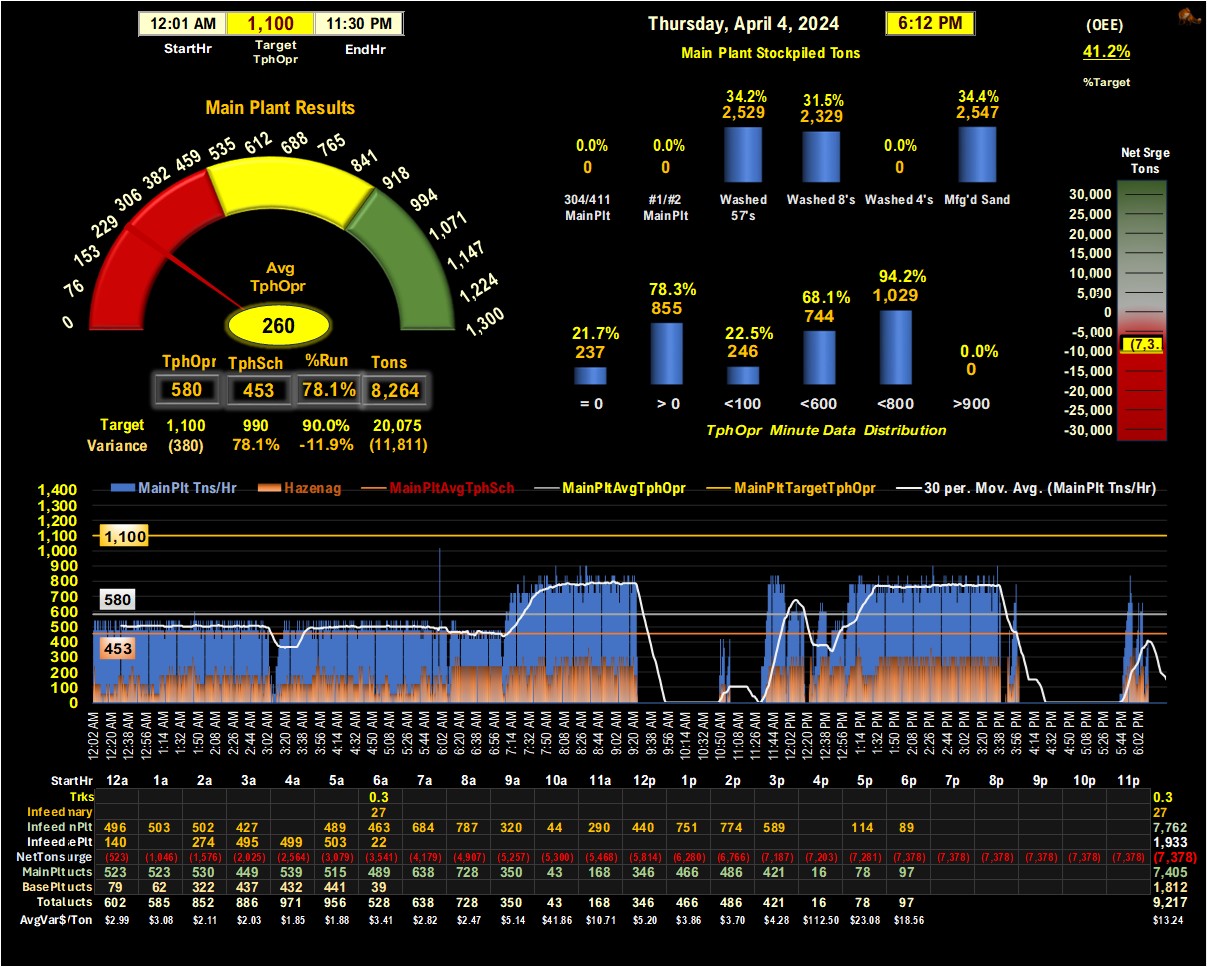 12:01 AM 1,100 11:30 PM
StartHr Target TphOpr EndHr
Thursday, April 4, 2024 6:12 PM
Main Plant Stockpiled Tons
(OEE)
41.2%
%Target
Main Plant Results
0 76 153 229 306 382 459 535 612 688 765 841 918 994 1,071 1,147 1,224 1,300
Avg
TphOpr
260
TphOpr TphSch %Run Tons
580 453 78.1% 8,264
Target 1,100 990 90.0% 20,075
Variance (380) 78.1% -11.9% (11,811)
0.0% 0.0% 34.2% 31.5% 0.0% 34.4%
0 0 2,529 2,329 0 2,547
304/411 MainPlt #1/#2 MainPlt Washed 57's Washed 8's Washed 4's Mfg'd Sand
21.7% 78.3% 22.5% 68.1% 94.2% 0.0%
237 855 246 744 1,029 0
= 0 > 0 <100 <600 <800 >900
TphOpr Minute Data Distribution
Net Srge
Tons
30,000
25,000
20,000
15,000
10,000
5,000
0
-5,000
(7,3.
-10,000
-15,000
-20,000
-25,000
-30,000
MainPlt Tns/Hr Hazenag MainPltAvgTphSch MainPltAvgTphOpr MainPltTargetTphOpr 30 per. Mov. Avg. (MainPlt Tns/Hr)
1,400
1,300
1,200
1,100
1,000
900
800
700
600
500
400
300
200
100
0
1,100
580
453
12:02 AM 12:20 AM 12:38 AM 12:56 AM 1:14 AM 1:32 AM 1:50 AM 2:08 AM 2:26 AM 2:44 AM 3:02 AM 3:20 AM 3:38 AM 3:56 AM 4:14 AM 4:32 AM 4:50 AM 5:08 AM 5:26 AM 5:44 AM 6:02 AM 6:20 AM 6:38 AM 6:56 AM 7:14 AM 7:32 AM 7:50 AM 8:08 AM 8:26 AM 8:44 AM 9:02 AM 9:20 AM 9:38 AM 9:56 AM 10:14 AM 10:32 AM 10:50 AM 11:08 AM 11:26 AM 11:44 AM 12:02 PM 12:20 PM 12:38 PM 12:56 PM 1:14 PM 1:32 PM 1:50 PM 2:08 PM 2:26 PM 2:44 PM 3:02 PM 3:20 PM 3:38 PM 3:56 PM 4:14 PM 4:32 PM 4:50 PM 5:08 PM 5:26 PM 5:44 PM 6:02 PM
StartHr 12a 1a 2a 3a 4a 5a 6a 7a 8a 9a 10a 11a 12p 1p 2p 3p 4p 5p 6p 7p 8p 9p 10p 11p
Trks 0.3 0.3
Infeed mary 27 27
Infeed nPlt 496 503 502 427 489 463 684 787 320 44 290 440 751 774 589 114 89 7,762
Infeed ePlt 140 274 495 499 503 22 1,933
NetTons urge (523) (1,046) (1,576) (2,025) (2,564) (3,079) (3,541) (4,179) (4,907) (5,257) (5,300) (5,468) (5,814) (6,280) (6,766) (7,187) (7,203) (7,281) (7,378) (7,378) (7,378) (7,378) (7,378) (7,378) (7,378)
MainPlt ucts 523 523 530 449 539 515 489 638 728 350 43 168 346 466 486 421 16 78 97 7,405
BasePlt ucts 79 62 322 437 432 441 39 1,812
Total ucts 602 585 852 886 971 956 528 638 728 350 43 168 346 466 486 421 16 78 97 9,217
AvgVar$/Ton $2.99 $3.08 $2.11 $2.03 $1.85 $1.88 $3.41 $2.82 $2.47 $5.14 $41.86 $10.71 $5.20 $3.86 $3.70 $4.28 $112.50 $23.08 $18.56 $13.24